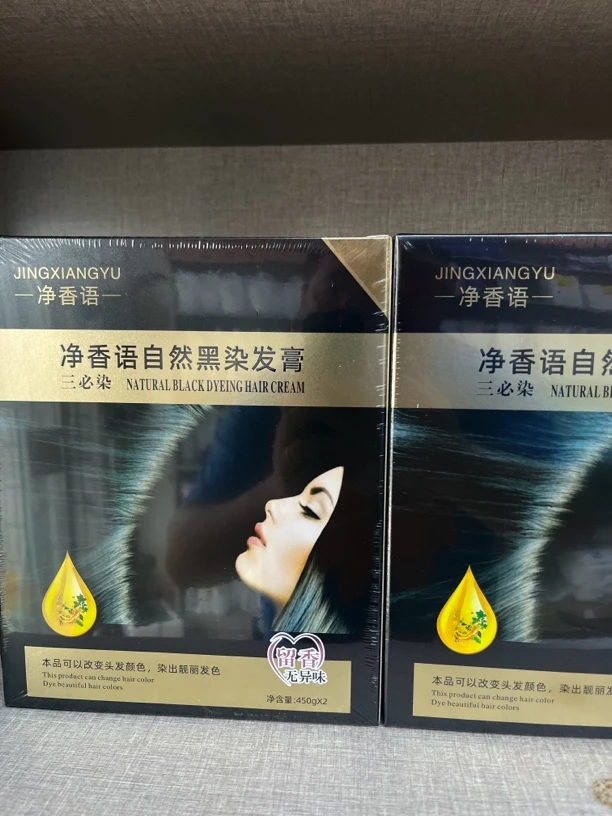 JINGXIANGYU
净香语
净香语自然黑染发膏
三必染 NATURAL BLACK DYEING HAIR CREAM
留香
无异味
本品可以改变头发颜色，染出靓丽发色
This product can change hair color
Dye beautiful hair colors
净含量:450gX2
JINGXIANGYU
净香语
净香语自然
三必染 NATURAL BL
本品可以改变头发颜色，染出靓丽发
This product can change hair color
Dye beautiful hair colors